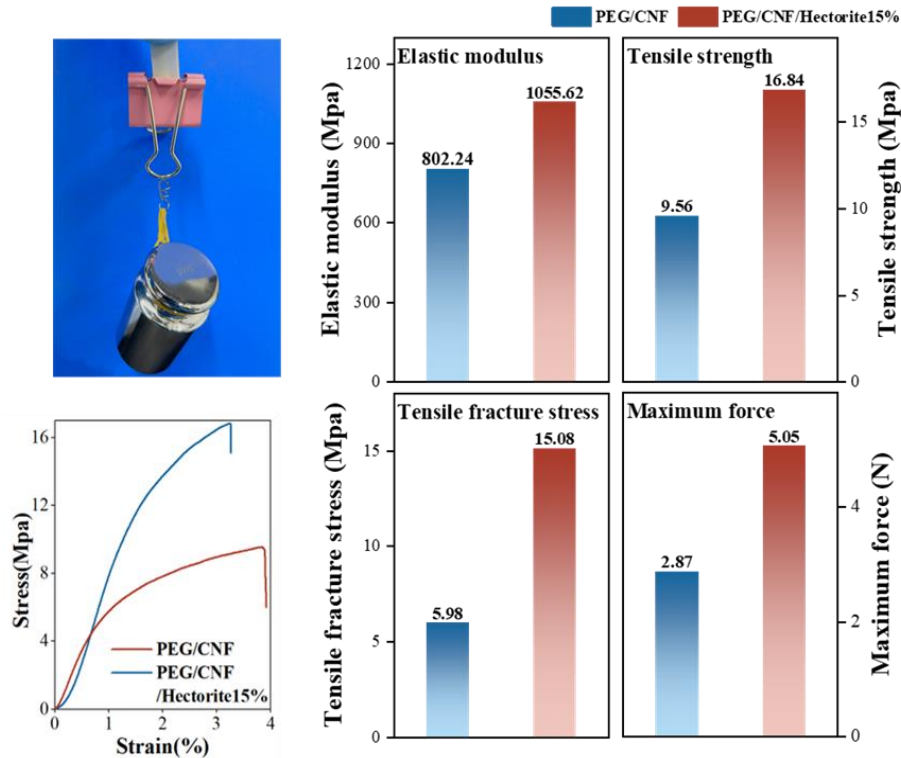 PEG/CNF PEG/CNF/Hectorite15%
Elastic modulus
Elastic modulus (Mpa)
1200
900
600
300
0
802.24
1055.62
Tensile strength
Tensile strength (Mpa)
15
10
5
0
9.56
16.84
Stress(Mpa)
16
12
8
4
0
PEG/CNF
PEG/CNF
/Hectorite15%
0 1 2 3 4
Strain(%)
Tensile fracture stress
Tensile fracture stress (Mpa)
15
10
5
0
5.98
15.08
Maximum force
Maximum force (N)
4
2
0
2.87
5.05